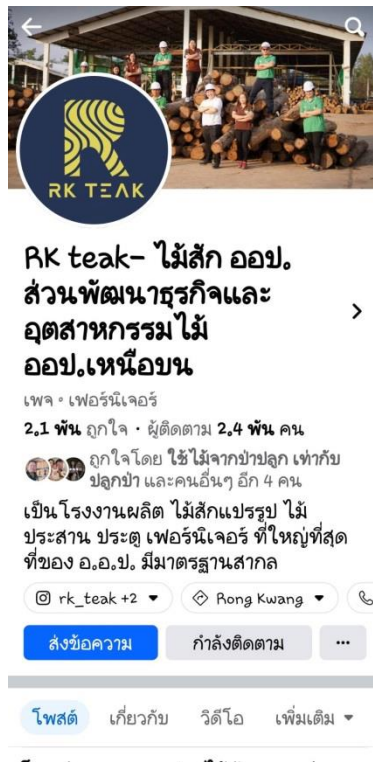 RK TEAK
RK teak- ไม้สัก ออป.
ส่วนพัฒนาธุรกิจและ
อุตสาหกรรมไม้
ออป.เหนือบน
เพจ · เฟอร์นิเจอร์
2.1 พัน ถูกใจ · ผู้ติดตาม 2.4 พัน คน
ถูกใจโดย ใช้ไม้จากป่าปลูก เท่ากับ
ปลูกป่า และคนอื่นๆ อีก 4 คน
เป็นโรงงานผลิต ไม้สักแปรรูป ไม้
ประสาน ประตู เฟอร์นิเจอร์ ที่ใหญ่ที่สุด
ที่ของ อ.อ.ป. มีมาตรฐานสากล
rk_teak +2 Rong Kwang
ส่งข้อความ กำลังติดตาม
โพสต์ เกี่ยวกับ วิดีโอ เพิ่มเติม